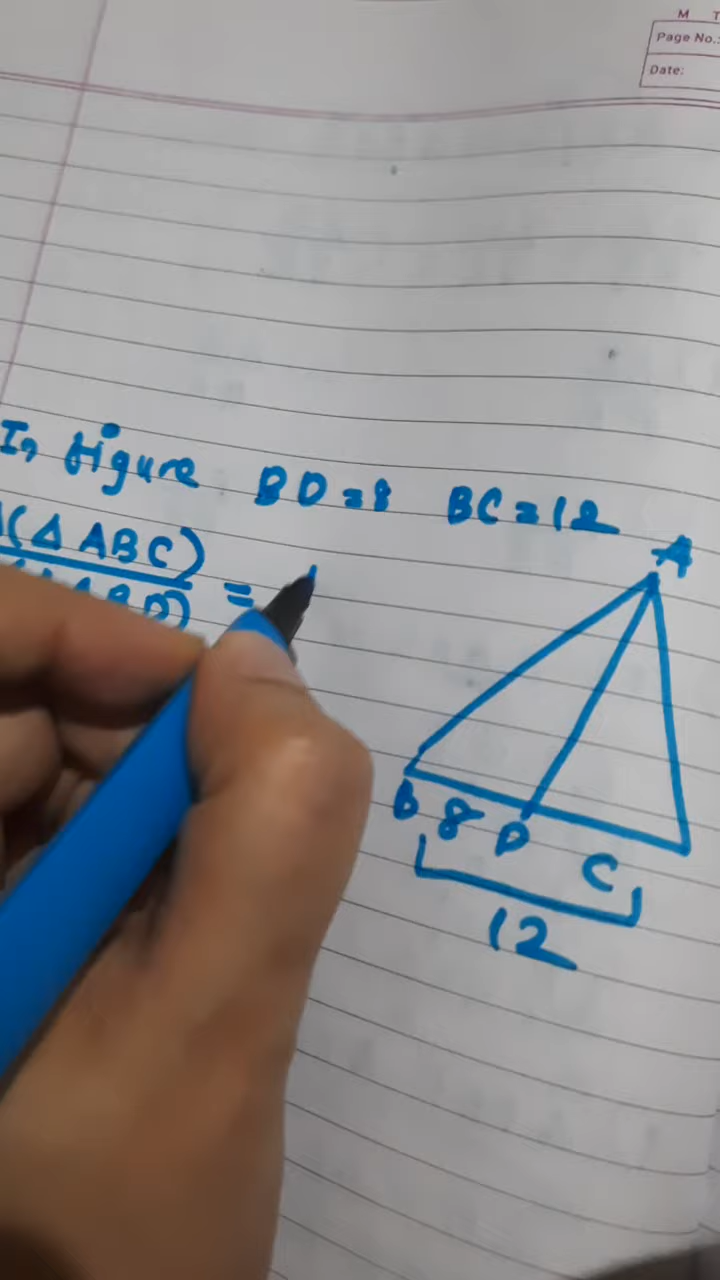 M T
Page No.:
Date:
In figure BD=8 BC=12
A(Δ ABC)
=
A
B 8 D C
12